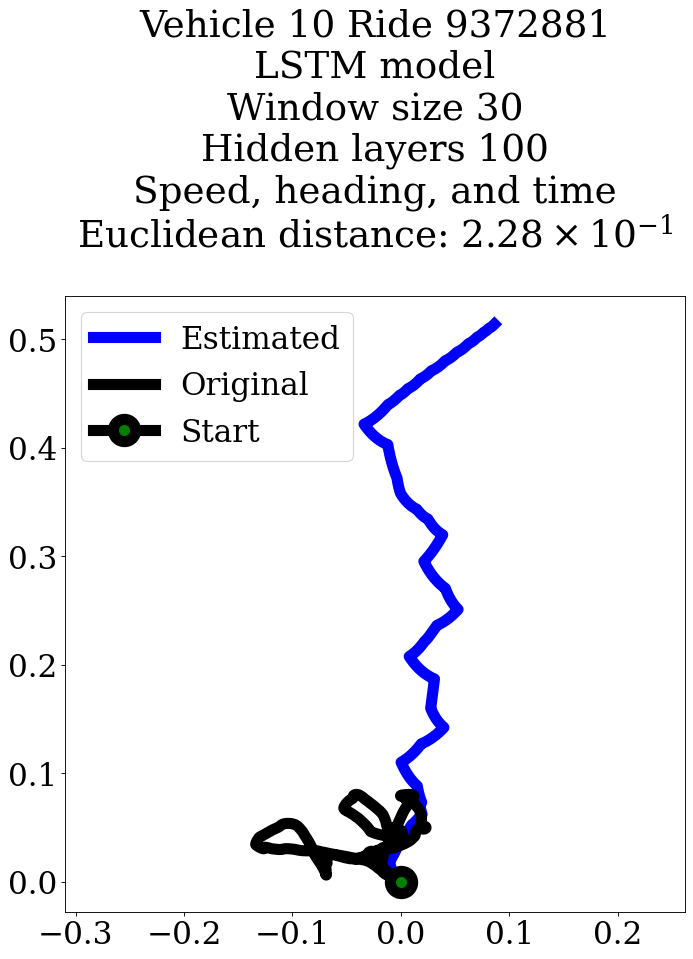 Vehicle 10 Ride 9372881
LSTM model
Window size 30
Hidden layers 100
Speed, heading, and time
Euclidean distance: 2.28 × 10⁻¹
Estimated
Original
Start
0.5
0.4
0.3
0.2
0.1
0.0
−0.3 −0.2 −0.1 0.0 0.1 0.2